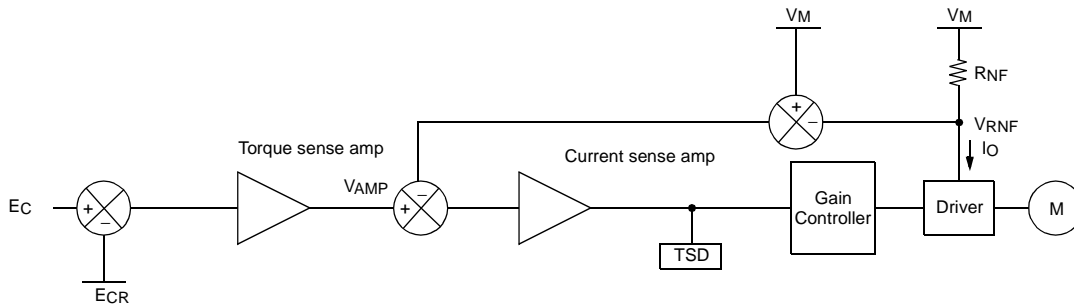 VM
VM
RNF
+
−
VRNF
IO
Torque sense amp
Current sense amp
VAMP
−
+
EC
+
−
Gain
Controller
Driver
M
TSD
ECR